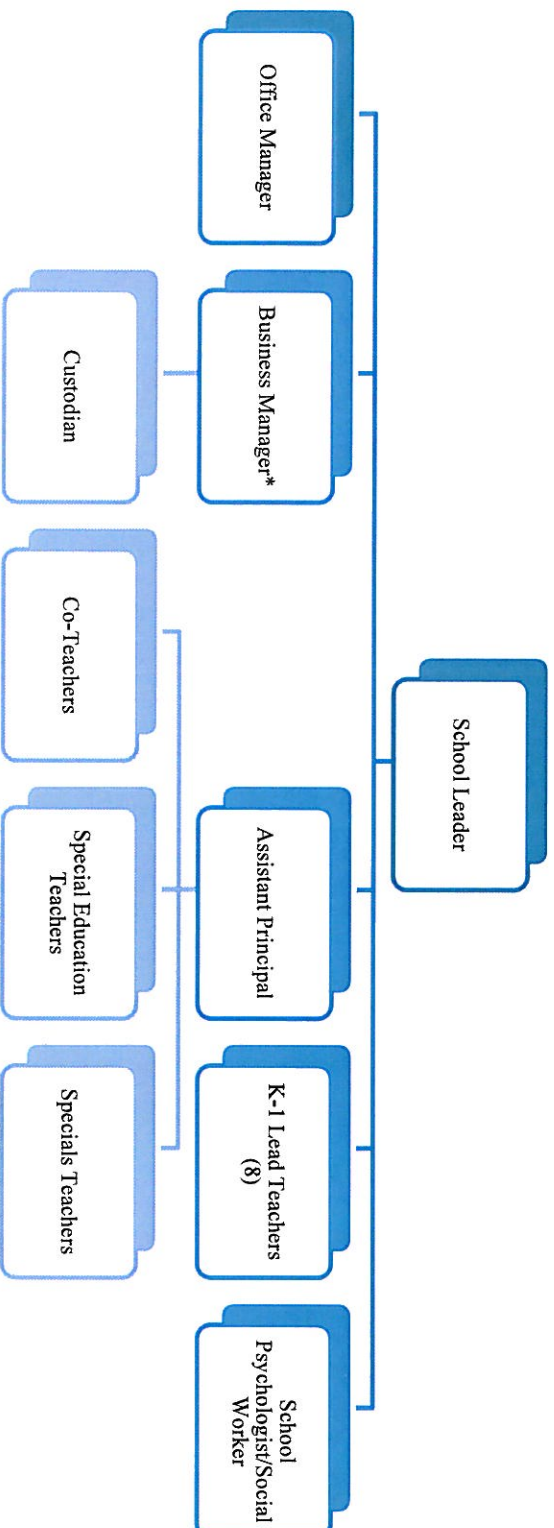 School Leader
Office Manager
Business Manager*
Assistant Principal
K-1 Lead Teachers
(8)
School
Psychologist/Social
Worker
Custodian
Co-Teachers
Special Education
Teachers
Specials Teachers